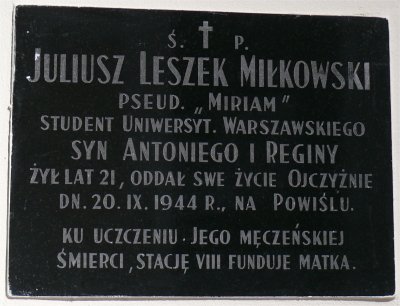 Ś. † P.
JULIUSZ LESZEK MIŁKOWSKI
PSEUD. „MIRIAM"
STUDENT UNIWERSYT. WARSZAWSKIEGO
SYN ANTONIEGO I REGINY
ŻYŁ LAT 21, ODDAŁ SWE ŻYCIE OJCZYŹNIE
DN. 20. IX. 1944 R., NA POWIŚLU.
KU UCZCZENIU JEGO MĘCZEŃSKIEJ
ŚMIERCI, STACJĘ VIII FUNDUJE MATKA.